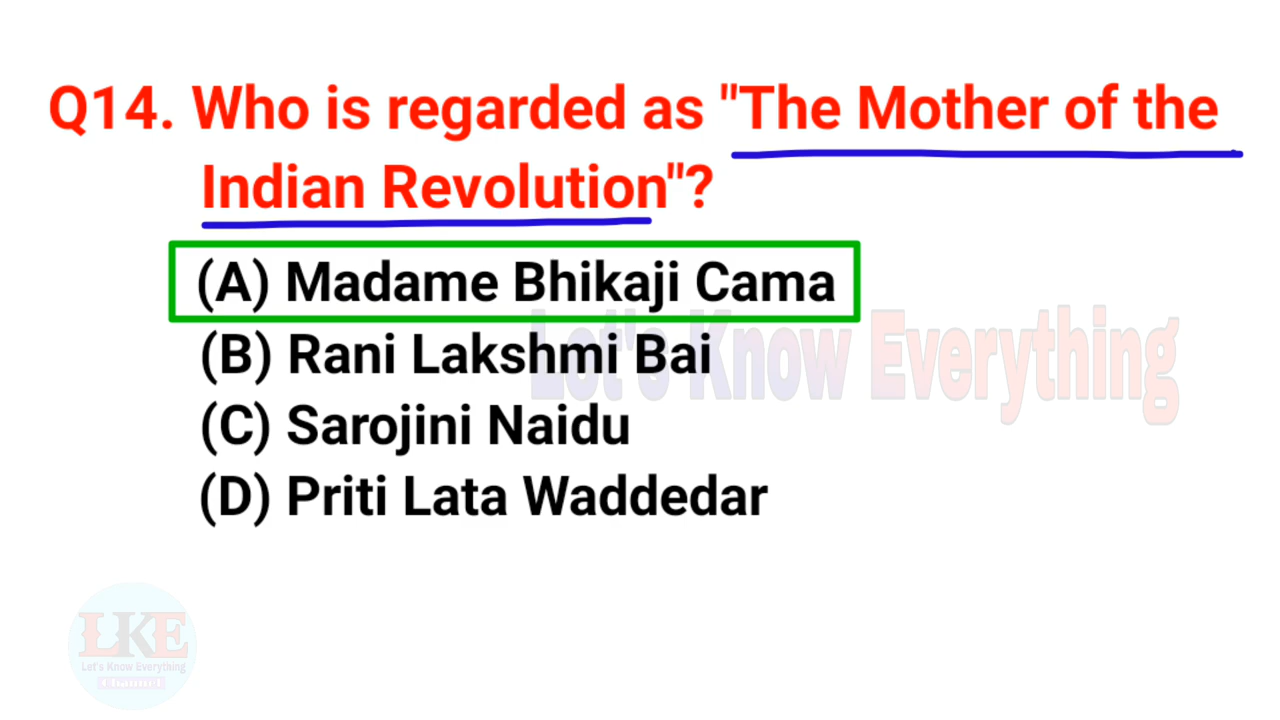 Q14. Who is regarded as "The Mother of the
Indian Revolution"?
(A) Madame Bhikaji Cama
(B) Rani Lakshmi Bai
Let's Know Everything
(C) Sarojini Naidu
(D) Priti Lata Waddedar
LKE
Let's Know Everything
Channel